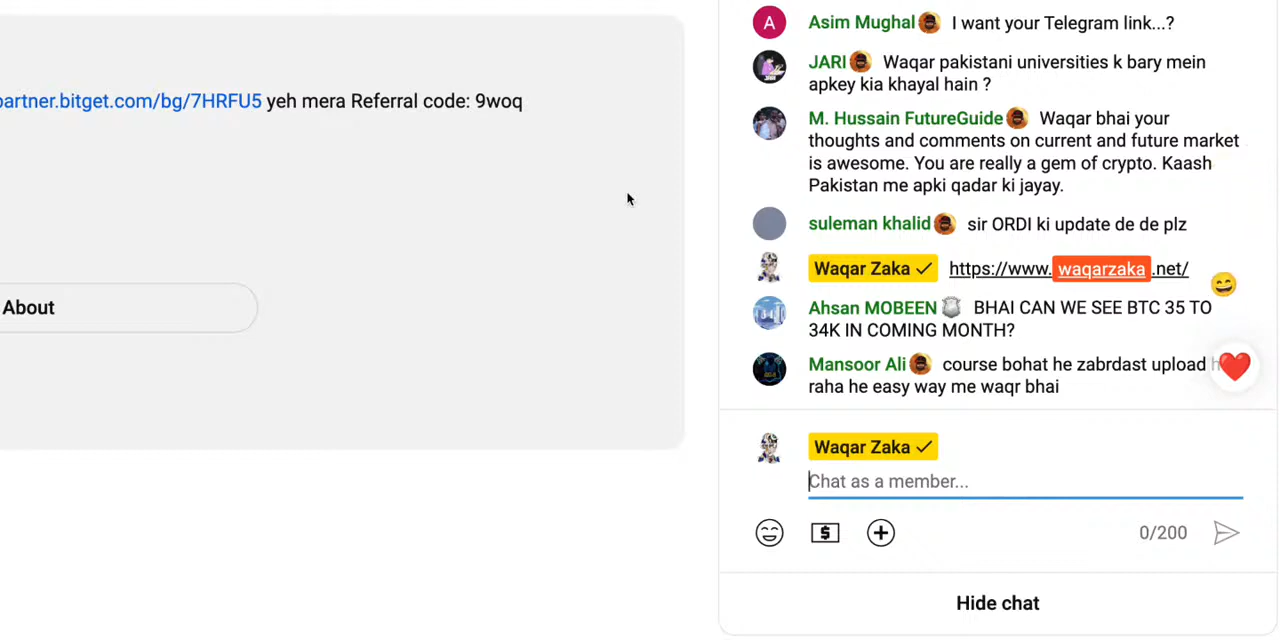 partner.bitget.com/bg/7HRFU5 yeh mera Referral code: 9woq
About
A Asim Mughal I want your Telegram link...?
JARI Waqar pakistani universities k bary mein
apkey kia khayal hain ?
M. Hussain FutureGuide Waqar bhai your
thoughts and comments on current and future market
is awesome. You are really a gem of crypto. Kaash
Pakistan me apki qadar ki jayay.
suleman khalid sir ORDI ki update de de plz
Waqar Zaka https://www.waqarzaka.net/
Ahsan MOBEEN BHAI CAN WE SEE BTC 35 TO
34K IN COMING MONTH?
Mansoor Ali course bohat he zabrdast upload h
raha he easy way me waqr bhai
Waqar Zaka
Chat as a member...
$
0/200
Hide chat